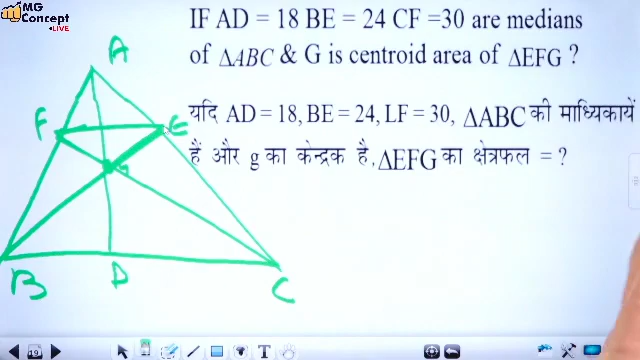 MG
Concept
LIVE
IF AD = 18 BE = 24 CF =30 are medians
of ΔABC & G is centroid area of ΔEFG ?
यदि AD = 18, BE = 24, LF = 30, ΔABC की माध्यिकायें
हैं और g का केन्द्रक है. ΔEFG का क्षेत्रफल = ?
A
F
E
G
B
D
C
19
T